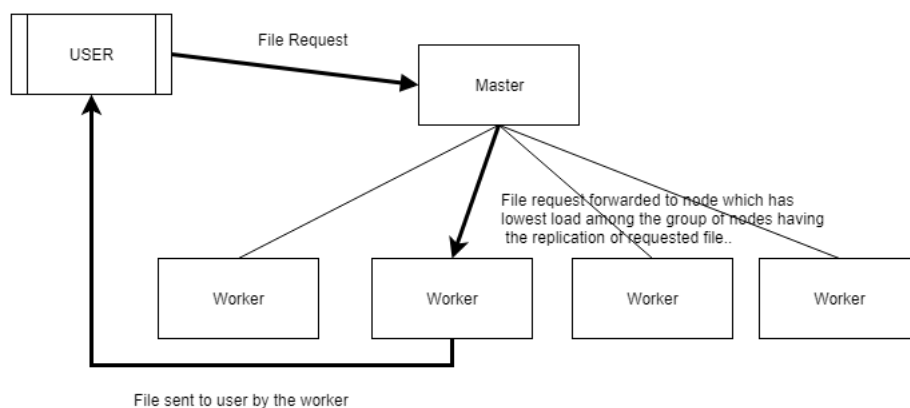 USER
File Request
Master
File request forwarded to node which has
lowest load among the group of nodes having
the replication of requested file..
Worker
Worker
Worker
Worker
File sent to user by the worker